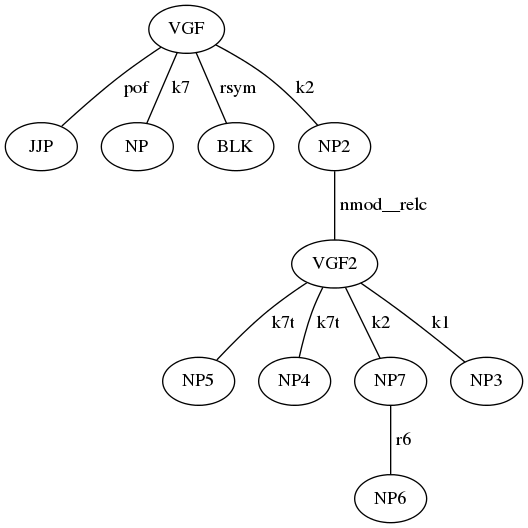 VGF
pof k7 rsym k2
JJP NP BLK NP2
nmod__relc
VGF2
k7t k7t k2 k1
NP5 NP4 NP7 NP3
r6
NP6